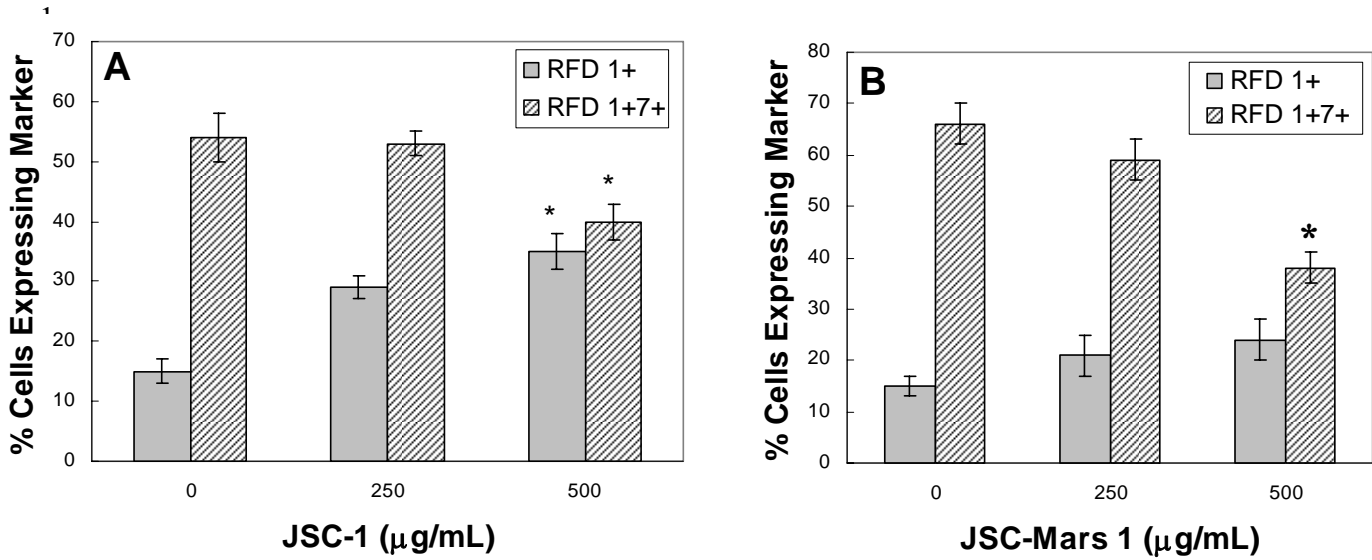 A
RFD 1+
RFD 1+7+
% Cells Expressing Marker
70
60
50
40
30
20
10
0
*
*
0 250 500
JSC-1 (µg/mL)
B
RFD 1+
RFD 1+7+
% Cells Expressing Marker
80
70
60
50
40
30
20
10
0
*
0 250 500
JSC-Mars 1 (µg/mL)